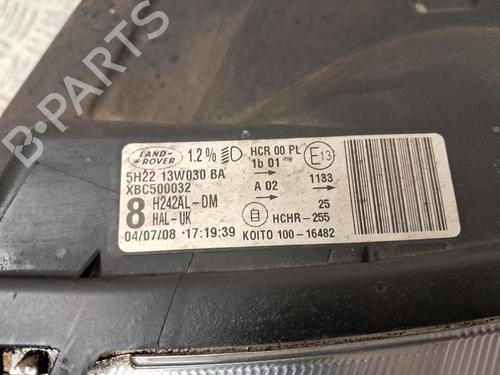 B-PARTS
LAND-
ROVER
1.2%
HCR 00 PL
1b 01
E13
5H22 13W030 BA
XBC500032
A 02
1183
8
H242AL-DM
HAL-UK
25
HCHR-255
04/07/08 ·17:19:39
KOITO 100-16482